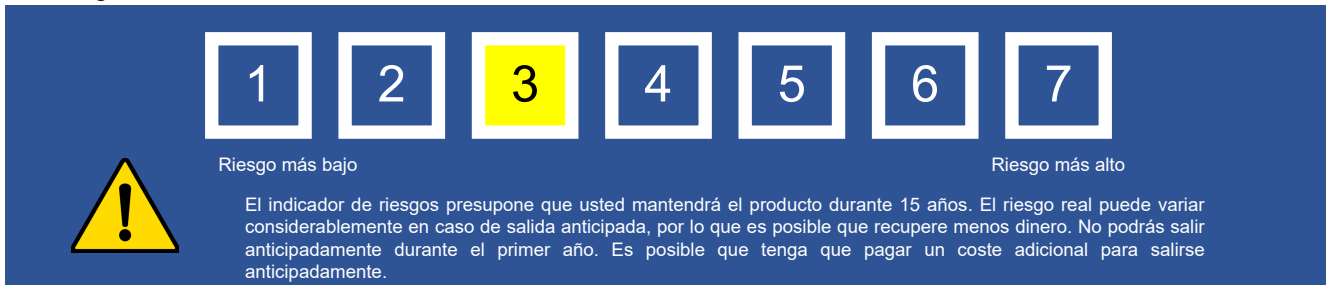 1 2 3 4 5 6 7
Riesgo más bajo Riesgo más alto
El indicador de riesgos presupone que usted mantendrá el producto durante 15 años. El riesgo real puede variar
considerablemente en caso de salida anticipada, por lo que es posible que recupere menos dinero. No podrás salir
anticipadamente durante el primer año. Es posible que tenga que pagar un coste adicional para salirse
anticipadamente.